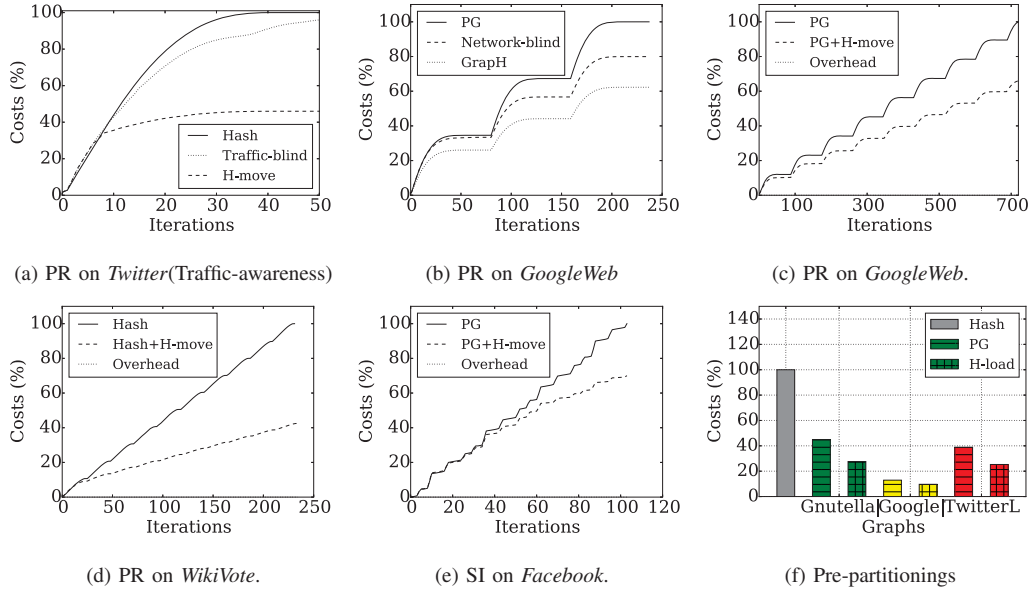 100
80
60
40
20
0
Costs (%)
Hash
Traffic-blind
H-move
0 10 20 30 40 50
Iterations
(a) PR on Twitter(Traffic-awareness)
100
80
60
40
20
0
Costs (%)
PG
Network-blind
GrapH
0 50 100 150 200 250
Iterations
(b) PR on GoogleWeb
100
80
60
40
20
0
Costs (%)
PG
PG+H-move
Overhead
100 300 500 700
Iterations
(c) PR on GoogleWeb.
100
80
60
40
20
0
Costs (%)
Hash
Hash+H-move
Overhead
0 50 100 150 200 250
Iterations
(d) PR on WikiVote.
100
80
60
40
20
0
Costs (%)
PG
PG+H-move
Overhead
0 20 40 60 80 100 120
Iterations
(e) SI on Facebook.
140
120
100
80
60
40
20
0
Costs (%)
Hash
PG
H-load
Gnutella|Google|TwitterL
Graphs
(f) Pre-partitionings